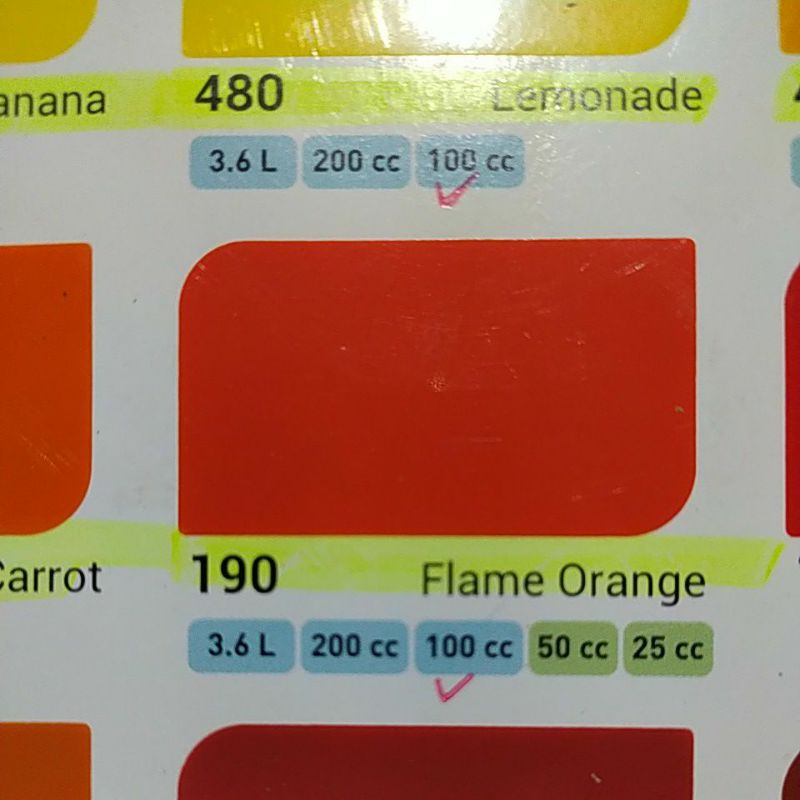 anana
480 Lemonade
3.6 L 200 cc 100 cc
Carrot
190 Flame Orange
3.6 L 200 cc 100 cc 50 cc 25 cc